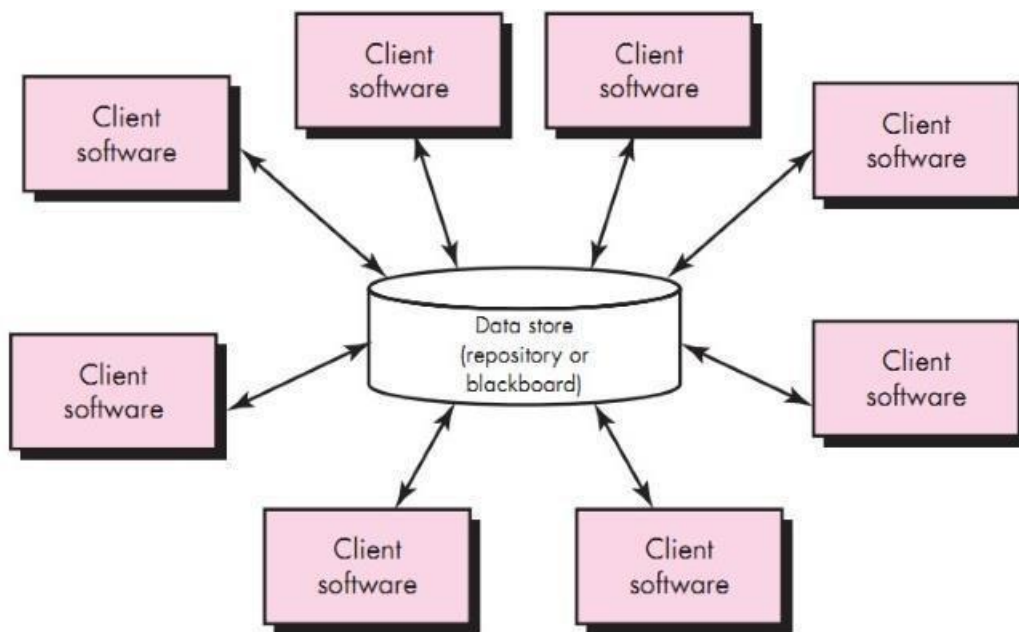 Client
software
Client
software
Client
software
Client
software
Data store
(repository or
blackboard)
Client
software
Client
software
Client
software
Client
software